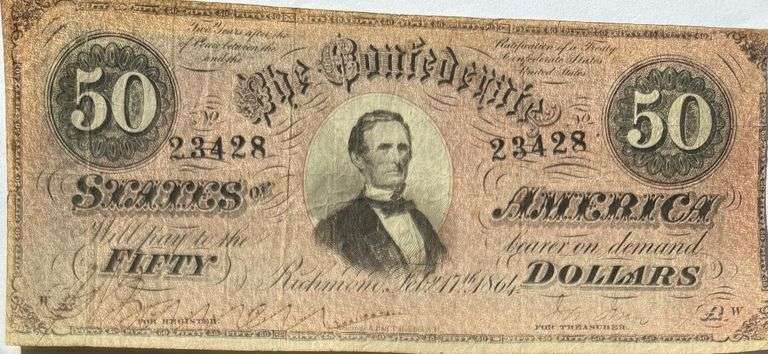 Two Years after the Ratification of a Treaty
of Peace between the Confederate States
and the United States
50 The Confederate 50
No No
23428 23428
STATES OF AMERICA
Will pay to the bearer on demand
FIFTY DOLLARS
Richmond Feby. 17th. 1864
FOR REGISTER. FOR TREASURER.
W